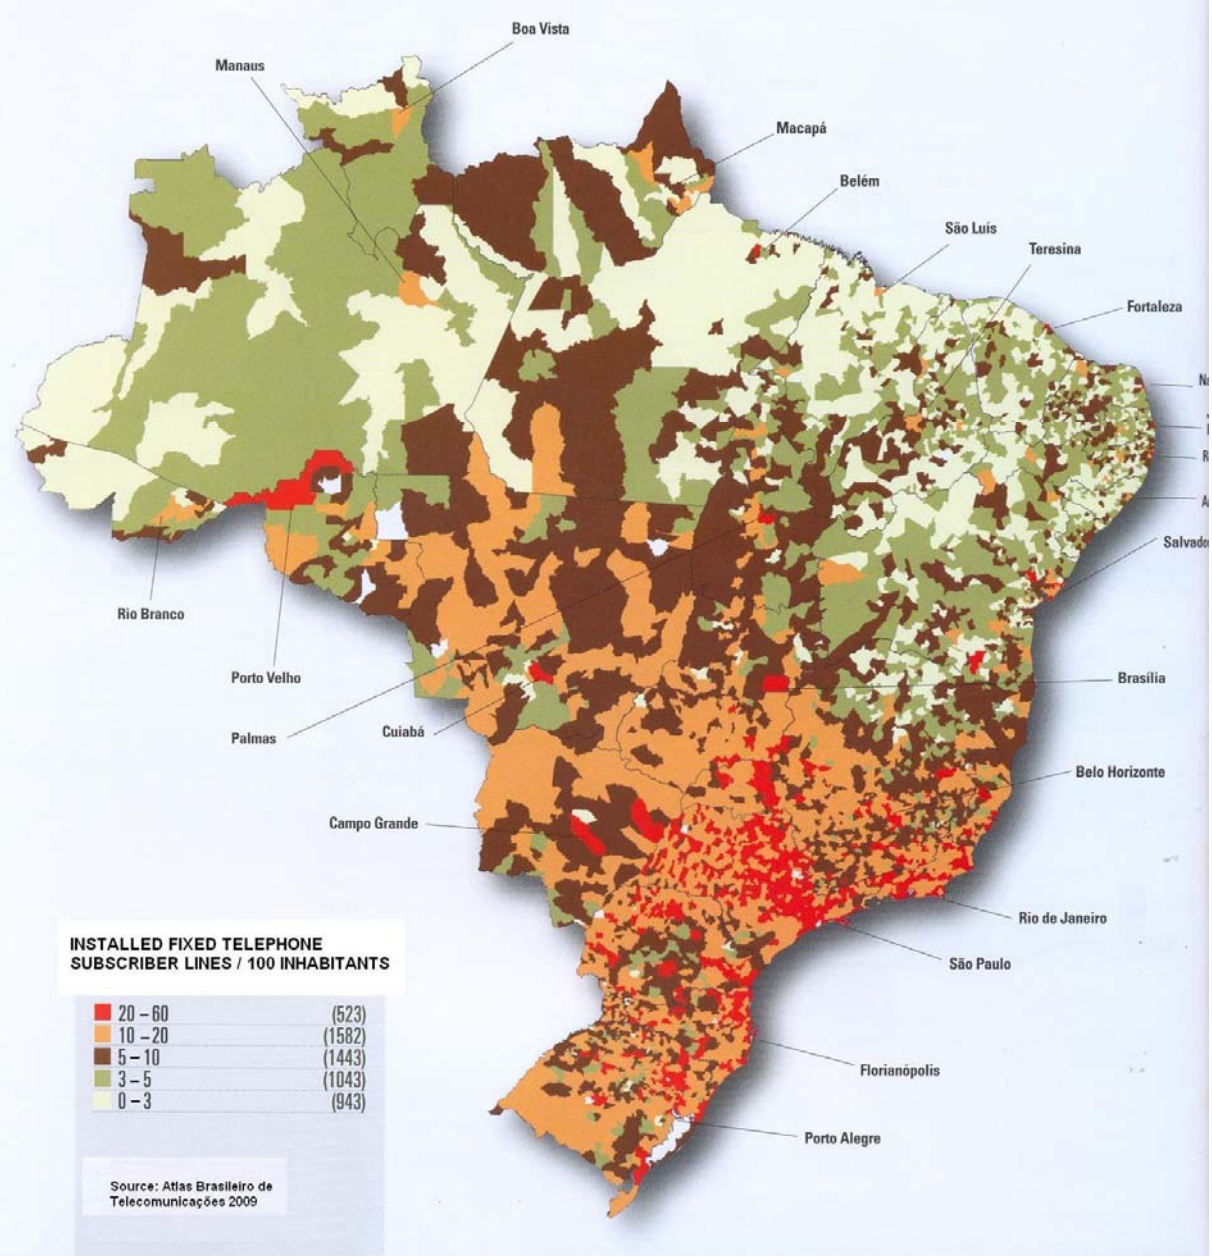 Boa Vista
Manaus
Macapá
Belém
São Luís
Teresina
Fortaleza
Salvado
Rio Branco
Porto Velho
Brasília
Palmas
Cuiabá
Belo Horizonte
Campo Grande
Rio de Janeiro
São Paulo
Florianópolis
Porto Alegre
INSTALLED FIXED TELEPHONE
SUBSCRIBER LINES / 100 INHABITANTS
20 – 60 (523)
10 – 20 (1582)
5 – 10 (1443)
3 – 5 (1043)
0 – 3 (943)
Source: Atlas Brasileiro de
Telecomunicações 2009